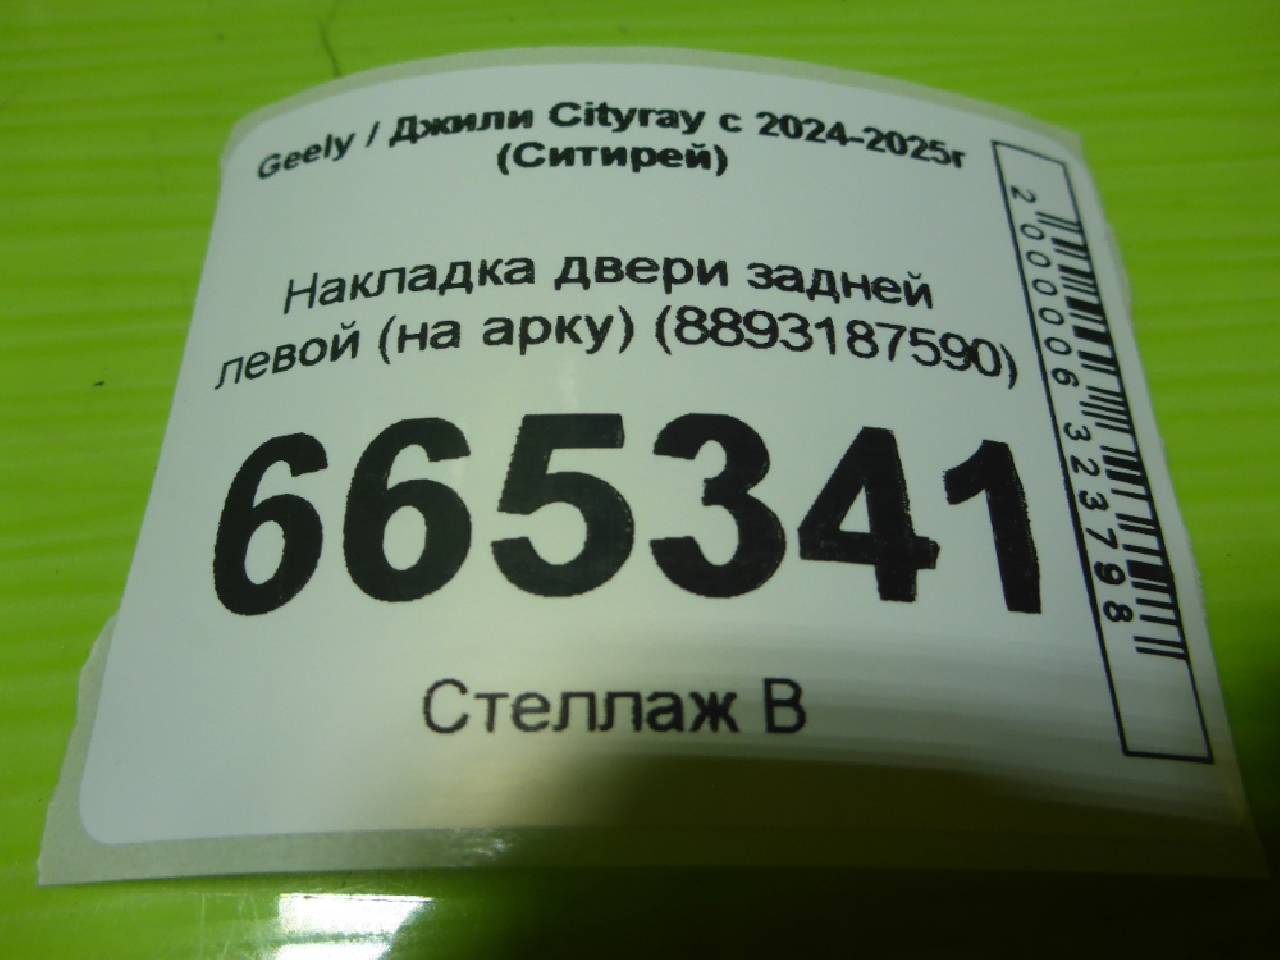 Geely / Джили Cityray с 2024-2025г
(Ситирей)
Накладка двери задней
левой (на арку) (8893187590)
665341
Стеллаж В
2000006323798